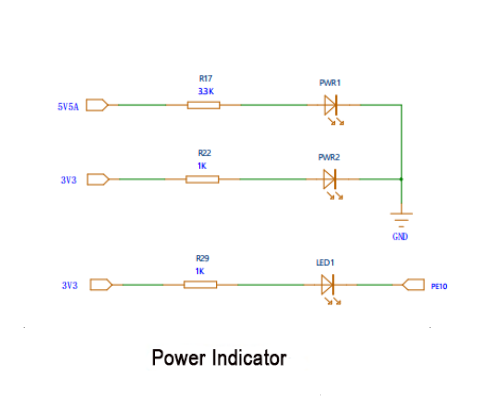 R17
3.3K
PWR1
5V5A
R22
1K
PWR2
3V3
GND
R29
1K
LED1
3V3
PE10
Power Indicator